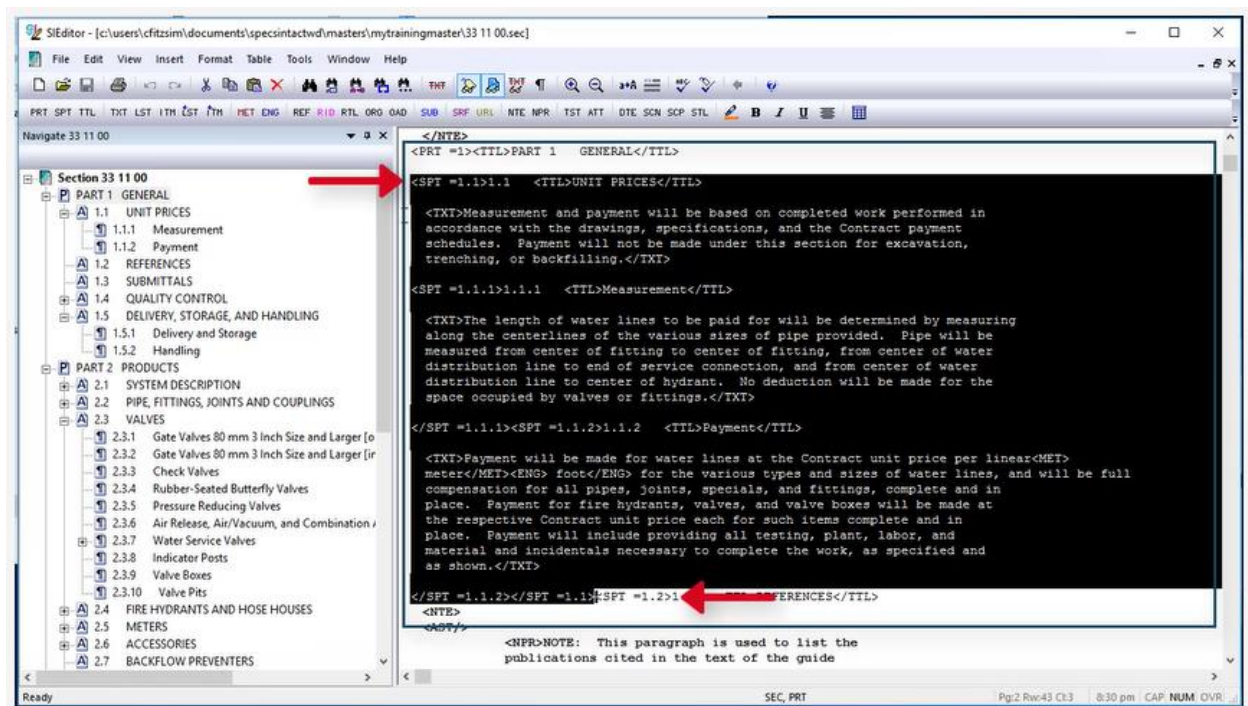 SIEditor - [c:\users\cfitzsim\documents\specsintactwd\masters\mytrainingmaster\33 11 00.sec]
File Edit View Insert Format Table Tools Window Help
THT THT
PRT SPT TTL TXT LST ITM LST ITM MET ENG REF RID RTL ORG OAD SUB SRF URL NTE NPR TST ATT DTE SCN SCP STL B I U
Navigate 33 11 00
Section 33 11 00
PART 1 GENERAL
1.1 UNIT PRICES
1.1.1 Measurement
1.1.2 Payment
1.2 REFERENCES
1.3 SUBMITTALS
1.4 QUALITY CONTROL
1.5 DELIVERY, STORAGE, AND HANDLING
1.5.1 Delivery and Storage
1.5.2 Handling
PART 2 PRODUCTS
2.1 SYSTEM DESCRIPTION
2.2 PIPE, FITTINGS, JOINTS AND COUPLINGS
2.3 VALVES
2.3.1 Gate Valves 80 mm 3 Inch Size and Larger [o
2.3.2 Gate Valves 80 mm 3 Inch Size and Larger [ir
2.3.3 Check Valves
2.3.4 Rubber-Seated Butterfly Valves
2.3.5 Pressure Reducing Valves
2.3.6 Air Release, Air/Vacuum, and Combination
2.3.7 Water Service Valves
2.3.8 Indicator Posts
2.3.9 Valve Boxes
2.3.10 Valve Pits
2.4 FIRE HYDRANTS AND HOSE HOUSES
2.5 METERS
2.6 ACCESSORIES
2.7 BACKFLOW PREVENTERS
</NTE>
<PRT =1><TTL>PART 1 GENERAL</TTL>
<SPT =1.1>1.1 <TTL>UNIT PRICES</TTL>
<TXT>Measurement and payment will be based on completed work performed in
accordance with the drawings, specifications, and the Contract payment
schedules. Payment will not be made under this section for excavation,
trenching, or backfilling.</TXT>
<SPT =1.1.1>1.1.1 <TTL>Measurement</TTL>
<TXT>The length of water lines to be paid for will be determined by measuring
along the centerlines of the various sizes of pipe provided. Pipe will be
measured from center of fitting to center of fitting, from center of water
distribution line to end of service connection, and from center of water
distribution line to center of hydrant. No deduction will be made for the
space occupied by valves or fittings.</TXT>
</SPT =1.1.1><SPT =1.1.2>1.1.2 <TTL>Payment</TTL>
<TXT>Payment will be made for water lines at the Contract unit price per linear<MET>
meter</MET><ENG> foot</ENG> for the various types and sizes of water lines, and will be full
compensation for all pipes, joints, specials, and fittings, complete and in
place. Payment for fire hydrants, valves, and valve boxes will be made at
the respective Contract unit price each for such items complete and in
place. Payment will include providing all testing, plant, labor, and
material and incidentals necessary to complete the work, as specified and
as shown.</TXT>
</SPT =1.1.2></SPT =1.1><SPT =1.2>1 FERENCES</TTL>
<NTE>
<AST/>
<NPR>NOTE: This paragraph is used to list the
publications cited in the text of the guide
Ready SEC, PRT Pg:2 Rw:43 Ct:3 8:30 pm CAP NUM OVR